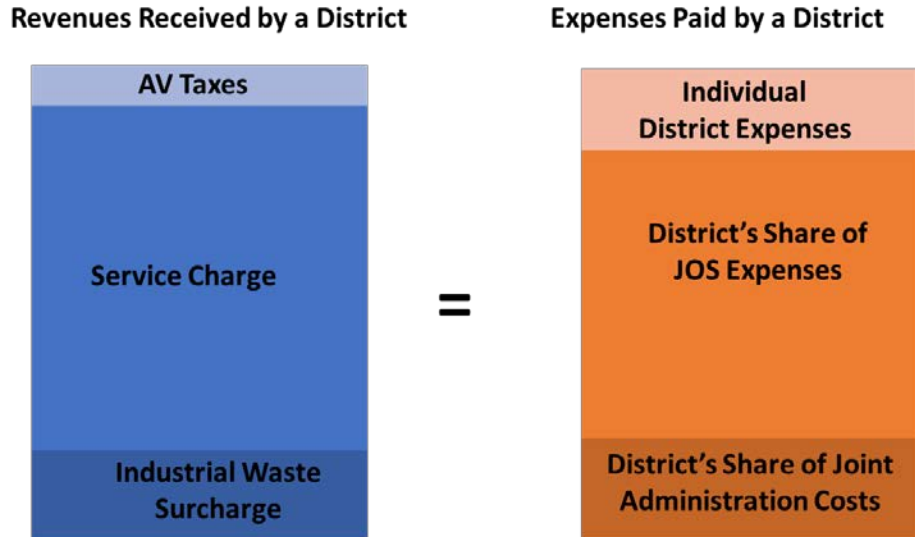 Revenues Received by a District
Expenses Paid by a District
AV Taxes
Service Charge
Industrial Waste
Surcharge
=
Individual
District Expenses
District's Share of
JOS Expenses
District's Share of Joint
Administration Costs